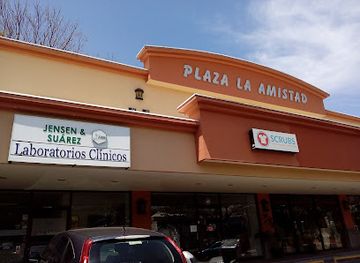 PLAZA LA AMISTAD
JENSEN &
SUÁREZ
Laboratorios Clínicos
SCRUBS